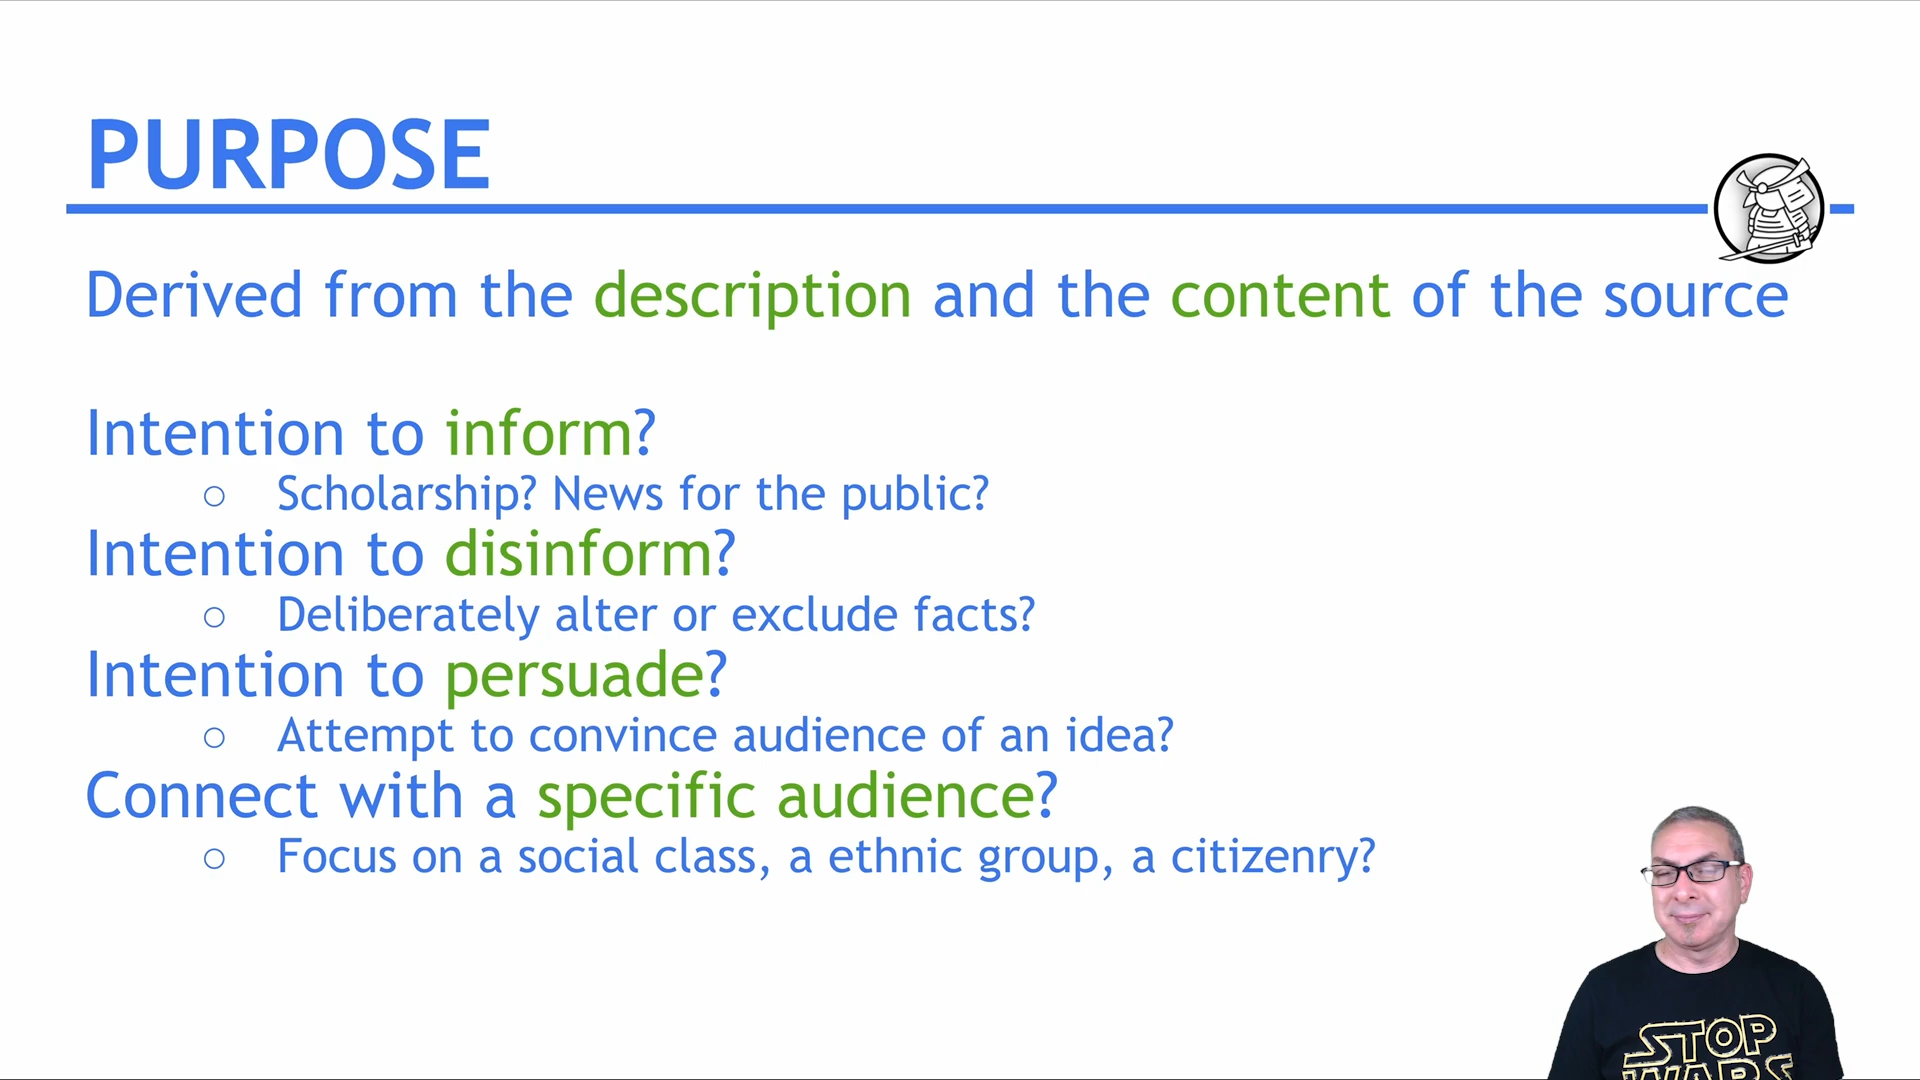 PURPOSE
Derived from the description and the content of the source
Intention to inform?
○ Scholarship? News for the public?
Intention to disinform?
○ Deliberately alter or exclude facts?
Intention to persuade?
○ Attempt to convince audience of an idea?
Connect with a specific audience?
○ Focus on a social class, a ethnic group, a citizenry?
STOP
WARS